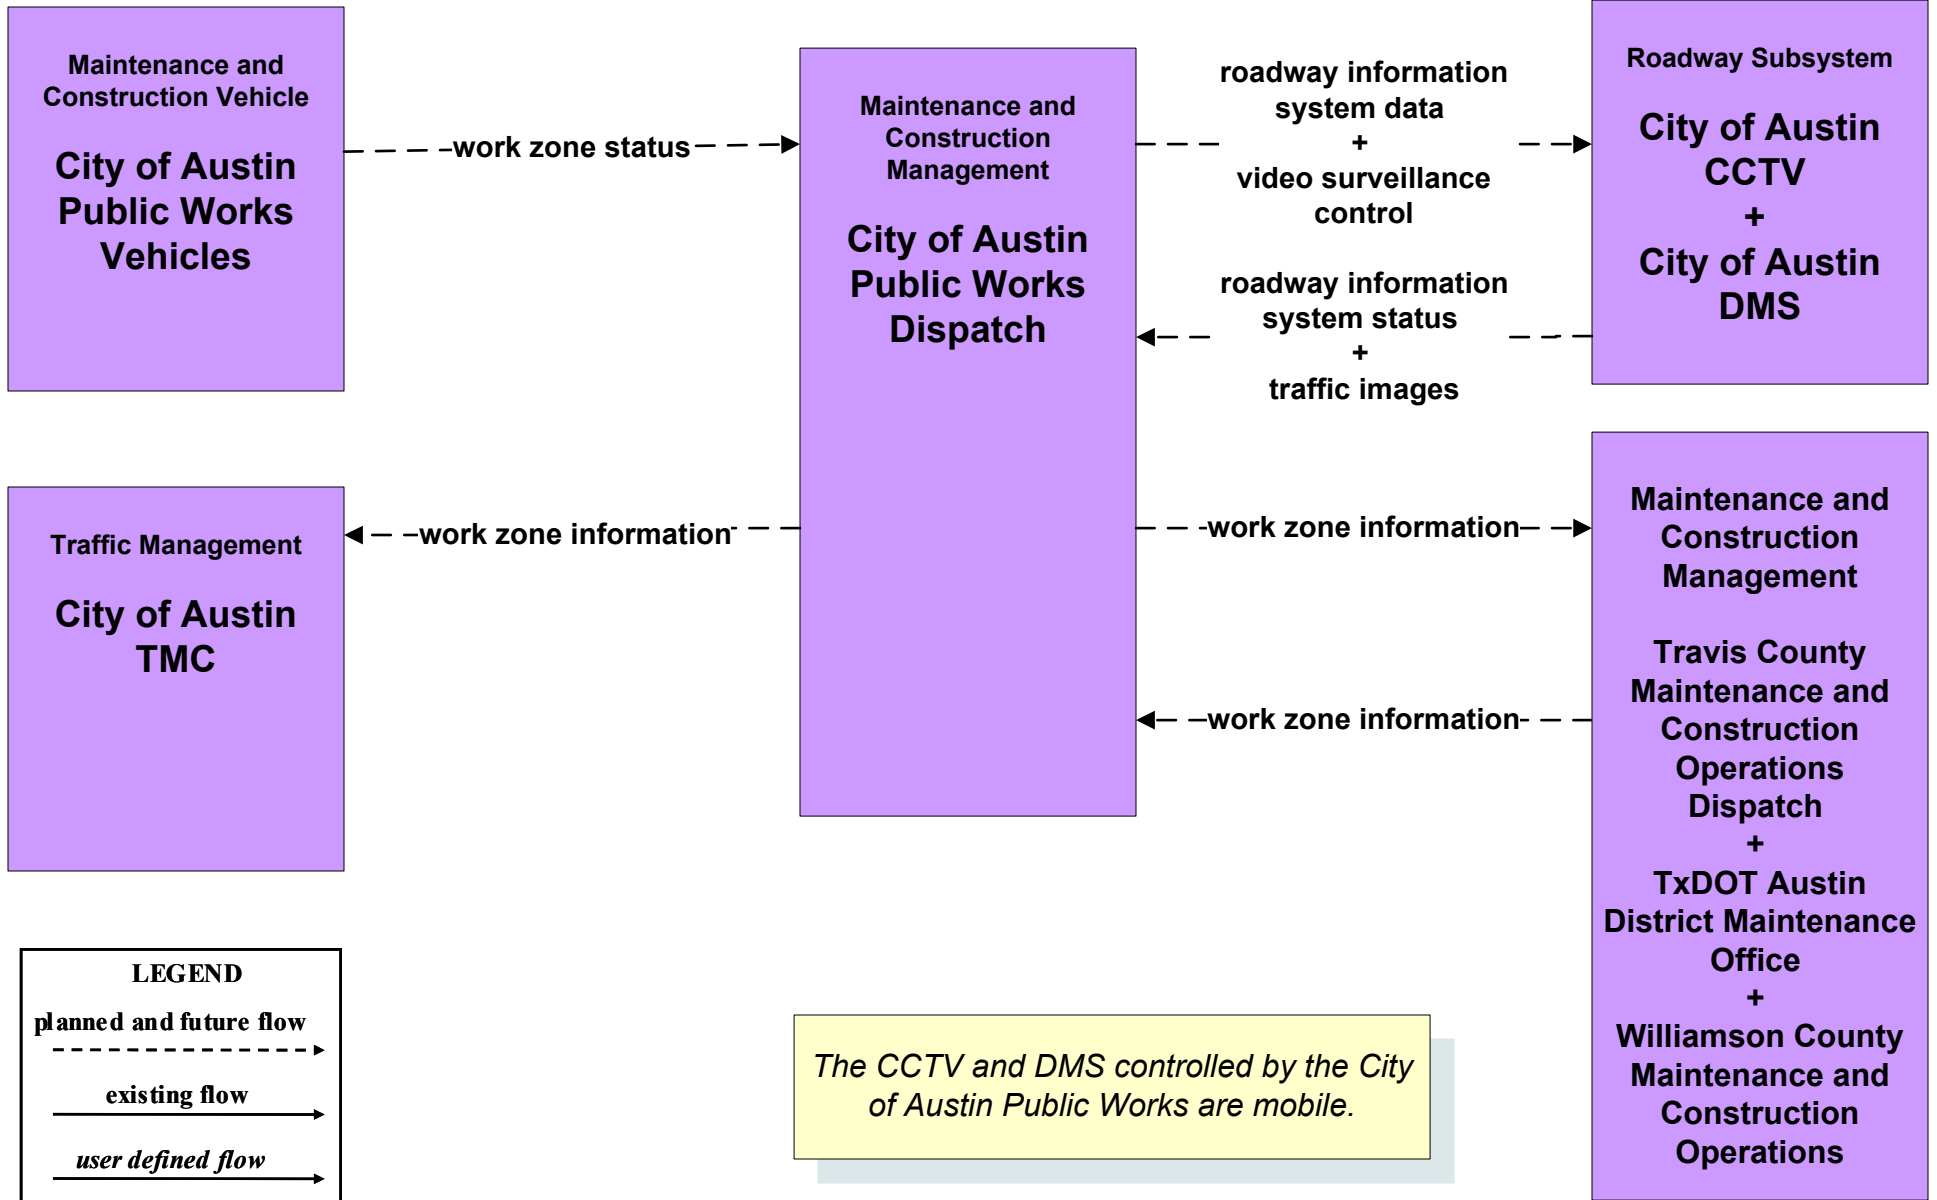 Maintenance and
Construction Vehicle
City of Austin
Public Works
Vehicles
work zone status
Maintenance and
Construction
Management
City of Austin
Public Works
Dispatch
roadway information
system data
+
video surveillance
control
roadway information
system status
+
traffic images
Roadway Subsystem
City of Austin
CCTV
+
City of Austin
DMS
Traffic Management
City of Austin
TMC
work zone information
work zone information
work zone information
Maintenance and
Construction
Management
Travis County
Maintenance and
Construction
Operations
Dispatch
+
TxDOT Austin
District Maintenance
Office
+
Williamson County
Maintenance and
Construction
Operations
LEGEND
planned and future flow
existing flow
user defined flow
The CCTV and DMS controlled by the City
of Austin Public Works are mobile.